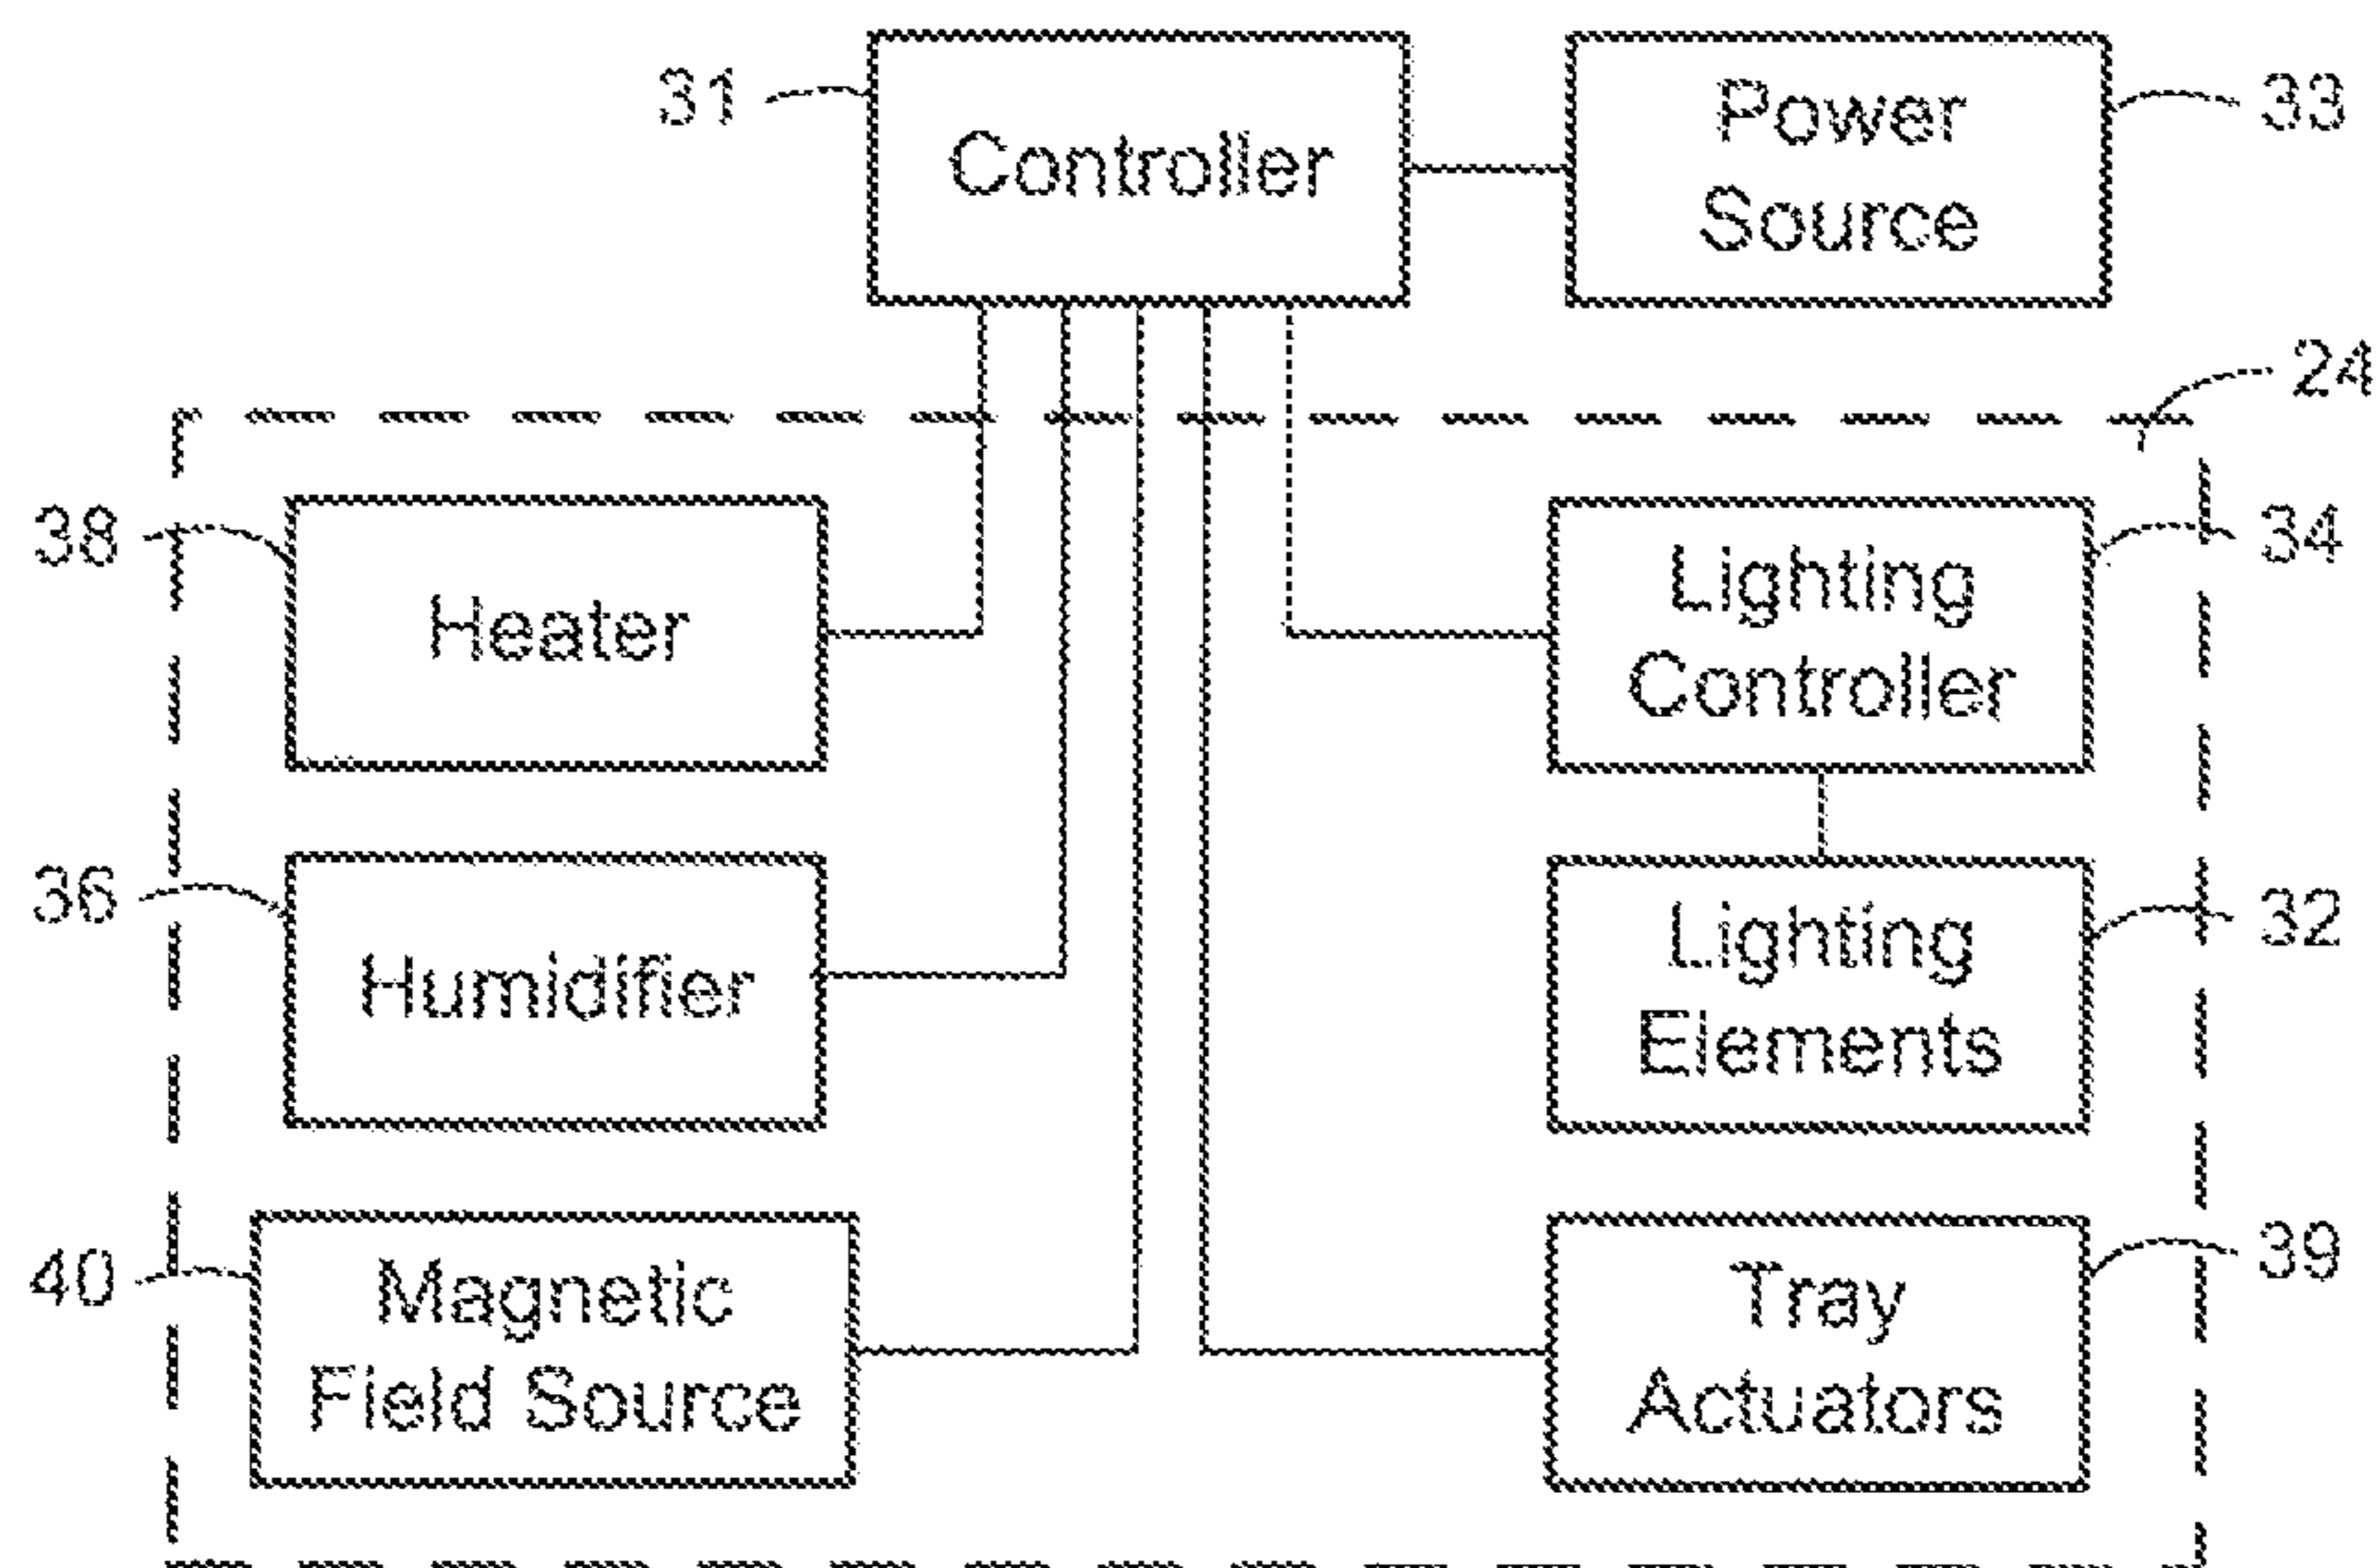 31
Controller
Power
Source
33
24
38
Heater
Lighting
Controller
34
36
Humidifier
Lighting
Elements
32
40
Magnetic
Field Source
Tray
Actuators
39